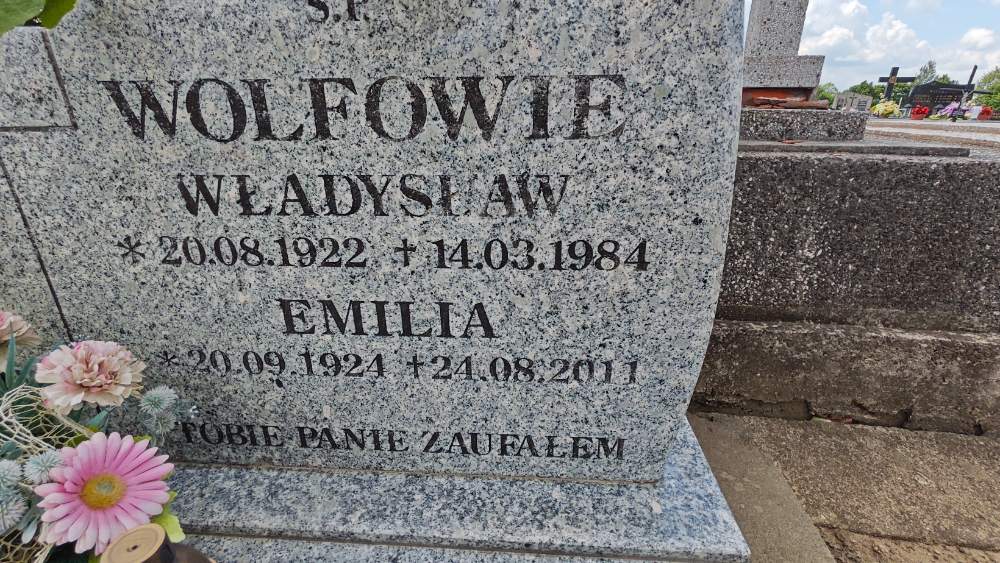 Ś.P.
WOLFOWIE
WŁADYSŁAW
* 20.08.1922 † 14.03.1984
EMILIA
* 20.09.1924 † 24.08.2011
TOBIE PANIE ZAUFAŁEM